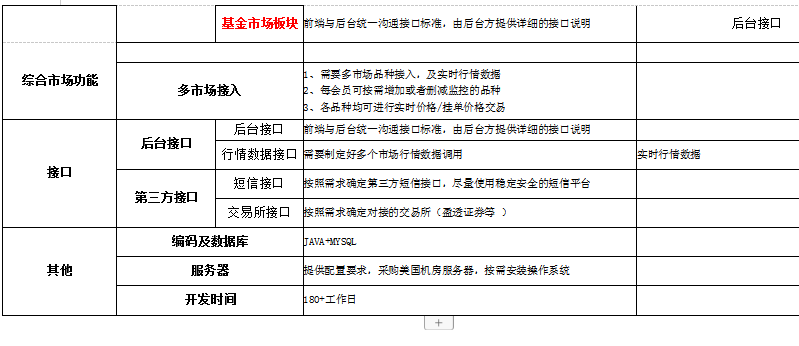 基金市场板块 前端与后台统一沟通接口标准，由后台方提供详细的接口说明 后台接口
综合市场功能
多市场接入
1、需要多市场品种接入，及实时行情数据
2、每会员可按需增加或者删减监控的品种
3、各品种均可进行实时价格/挂单价格交易
接口
后台接口
后台接口 前端与后台统一沟通接口标准，由后台方提供详细的接口说明
行情数据接口 需要制定好多个市场行情数据调用 实时行情数据
第三方接口
短信接口 按照需求确定第三方短信接口，尽量使用稳定安全的短信平台
交易所接口 按照需求确定对接的交易所（盈透证券等 ）
其他
编码及数据库 JAVA+MYSQL
服务器 提供配置要求，采购美国机房服务器，按需安装操作系统
开发时间 180+工作日